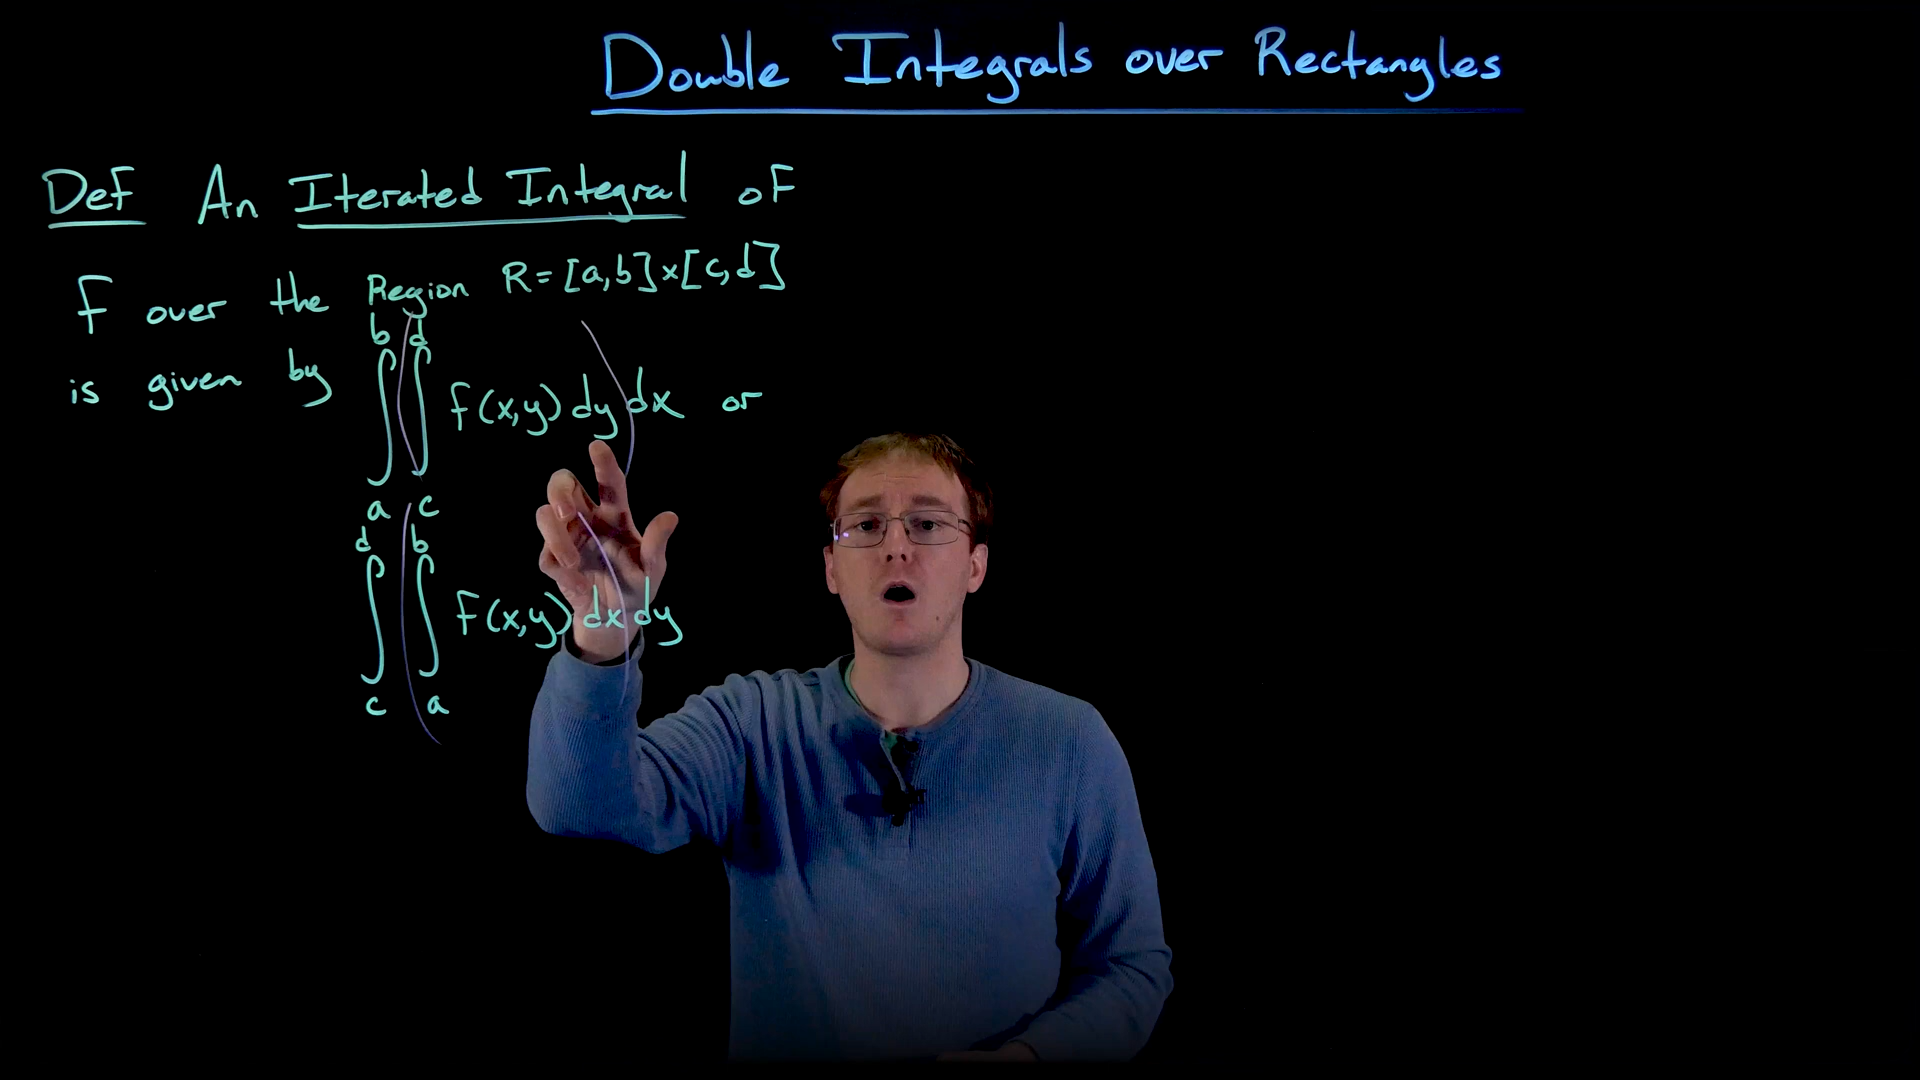 Double Integrals over Rectangles
Def An Iterated Integral of
f over the Region R=[a,b]×[c,d]
is given by ∫_a^b (∫_c^d f(x,y) dy) dx or
∫_c^d (∫_a^b f(x,y) dx) dy